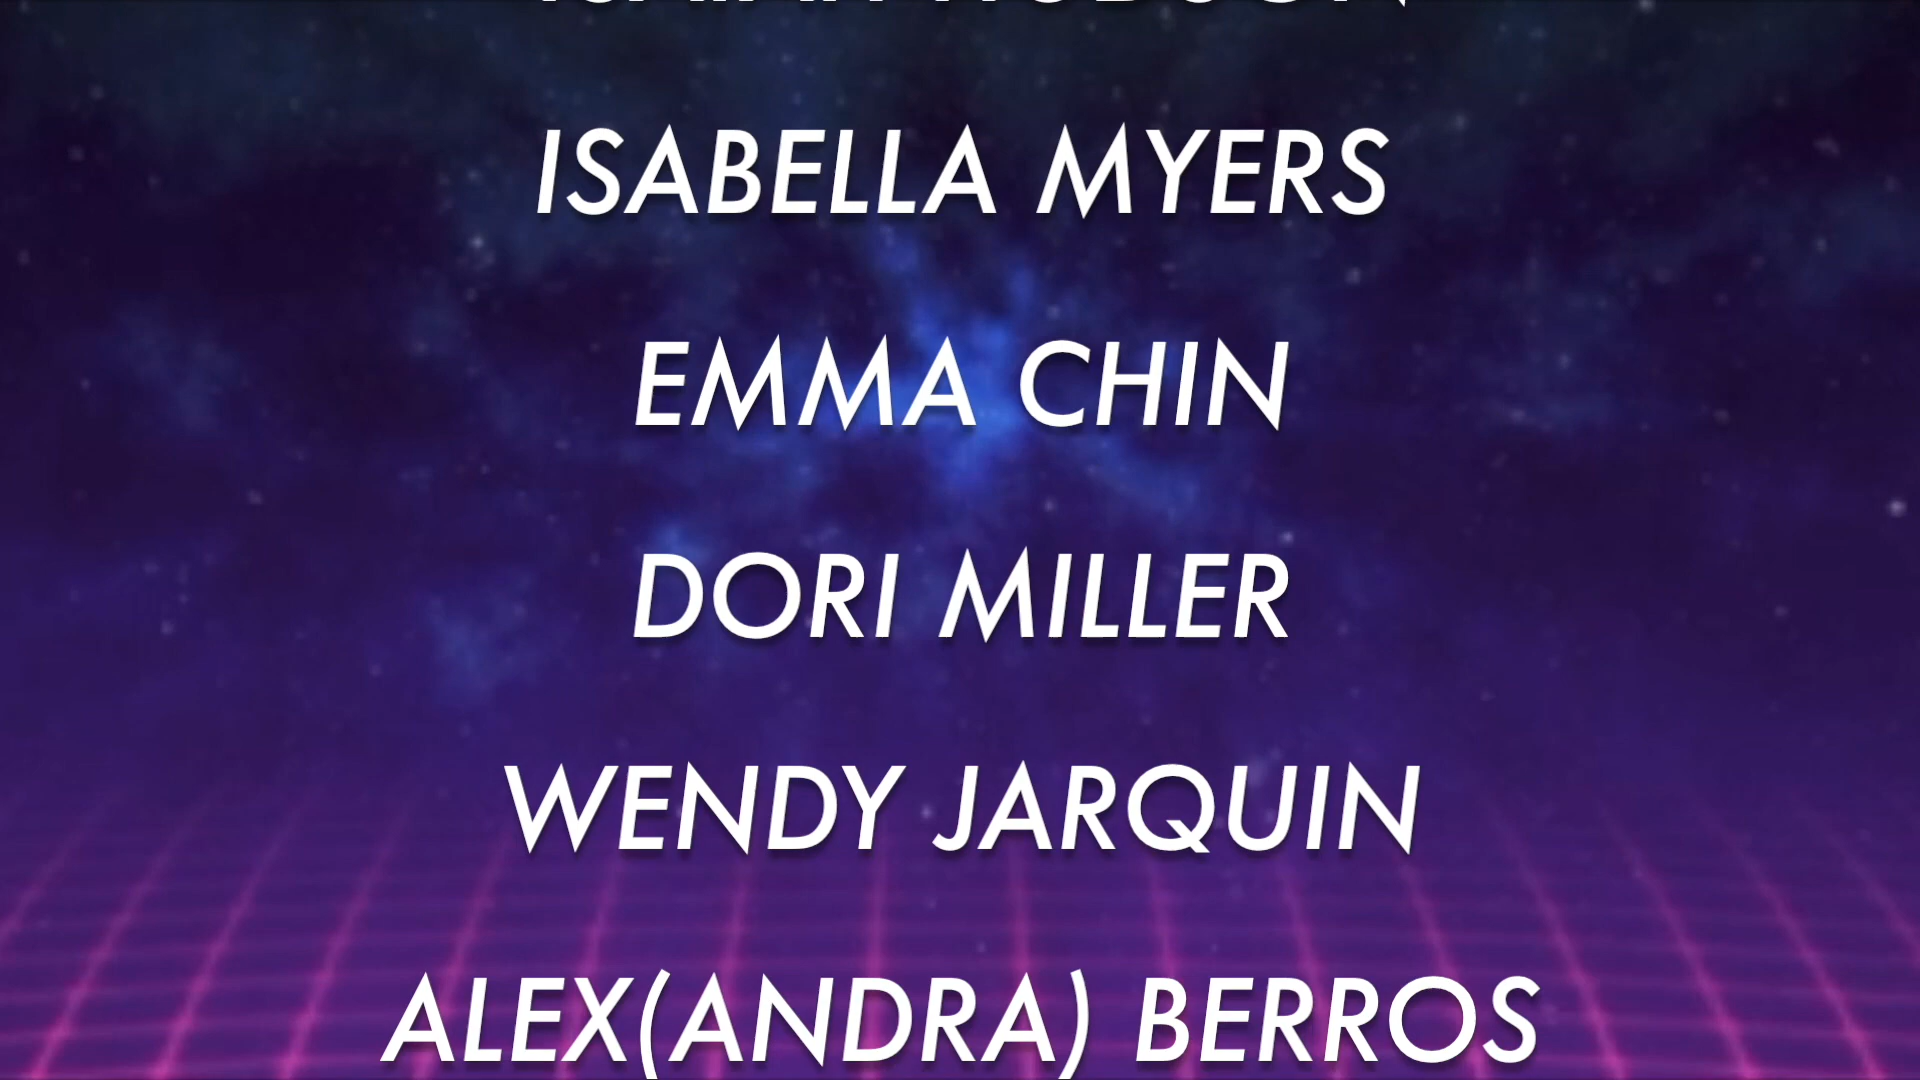 ISABELLA MYERS
EMMA CHIN
DORI MILLER
WENDY JARQUIN
ALEX(ANDRA) BERROS